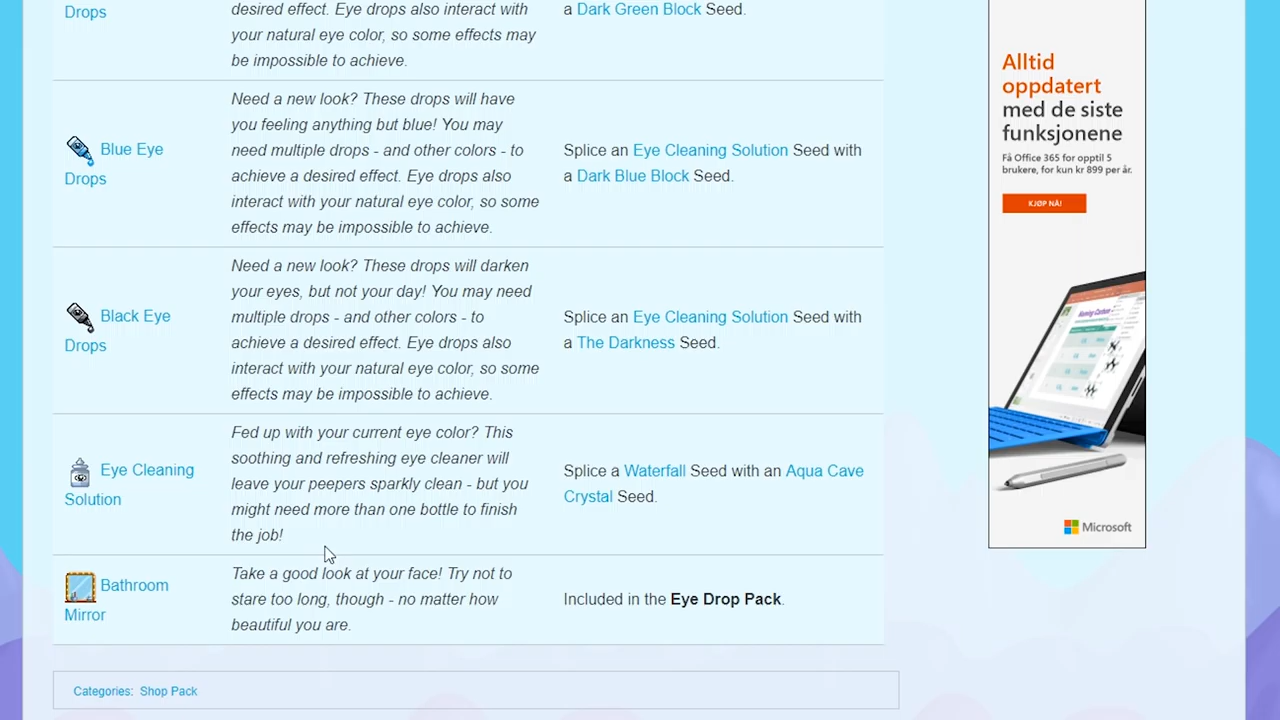 Drops
desired effect. Eye drops also interact with
your natural eye color, so some effects may
be impossible to achieve.
a Dark Green Block Seed.
Blue Eye
Drops
Need a new look? These drops will have
you feeling anything but blue! You may
need multiple drops - and other colors - to
achieve a desired effect. Eye drops also
interact with your natural eye color, so some
effects may be impossible to achieve.
Splice an Eye Cleaning Solution Seed with
a Dark Blue Block Seed.
Black Eye
Drops
Need a new look? These drops will darken
your eyes, but not your day! You may need
multiple drops - and other colors - to
achieve a desired effect. Eye drops also
interact with your natural eye color, so some
effects may be impossible to achieve.
Splice an Eye Cleaning Solution Seed with
a The Darkness Seed.
Eye Cleaning
Solution
Fed up with your current eye color? This
soothing and refreshing eye cleaner will
leave your peepers sparkly clean - but you
might need more than one bottle to finish
the job!
Splice a Waterfall Seed with an Aqua Cave
Crystal Seed.
Bathroom
Mirror
Take a good look at your face! Try not to
stare too long, though - no matter how
beautiful you are.
Included in the Eye Drop Pack.
Categories: Shop Pack
Alltid
oppdatert
med de siste
funksjonene
Få Office 365 for opptil 5
brukere, for kun kr 899 per år.
KJØP NÅ!
Microsoft